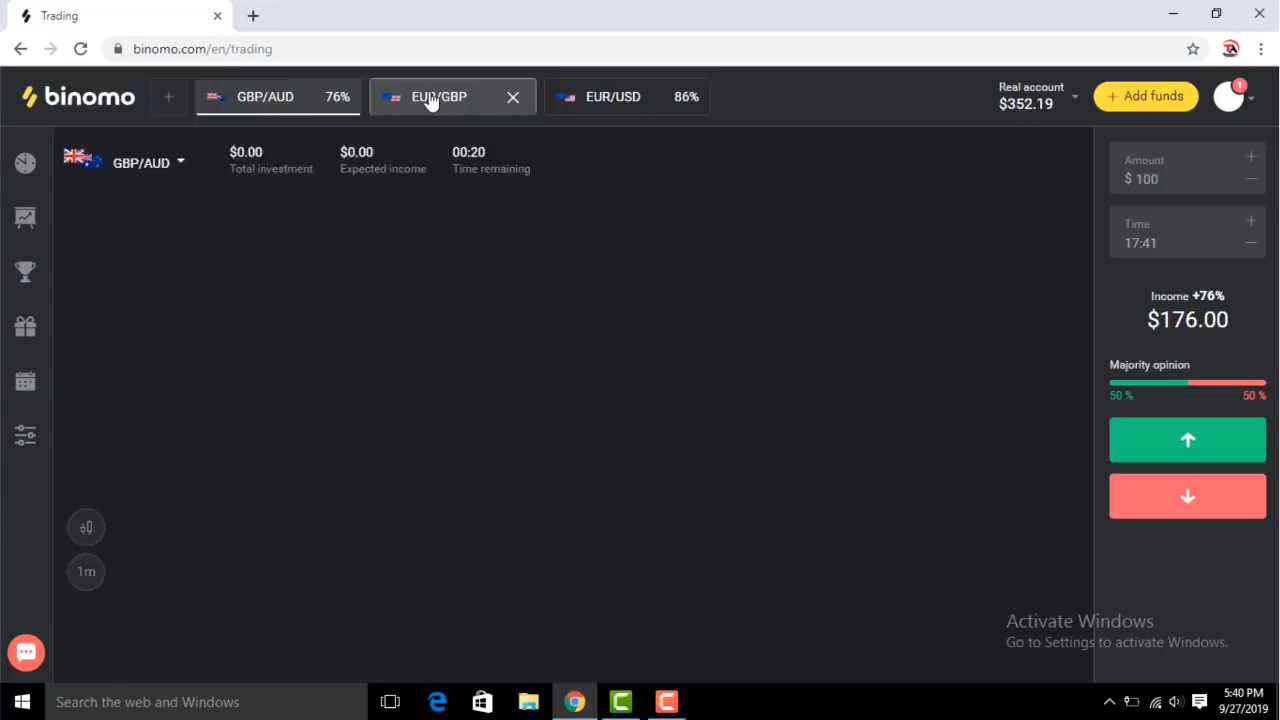 Trading
binomo.com/en/trading
binomo
GBP/AUD 76%
EUR/GBP
EUR/USD 86%
Real account
$352.19
+ Add funds
1
GBP/AUD
$0.00
Total investment
$0.00
Expected income
00:20
Time remaining
Amount
$ 100
Time
17:41
Income +76%
$176.00
Majority opinion
50 %
50 %
1m
Activate Windows
Go to Settings to activate Windows.
Search the web and Windows
5:40 PM
9/27/2019